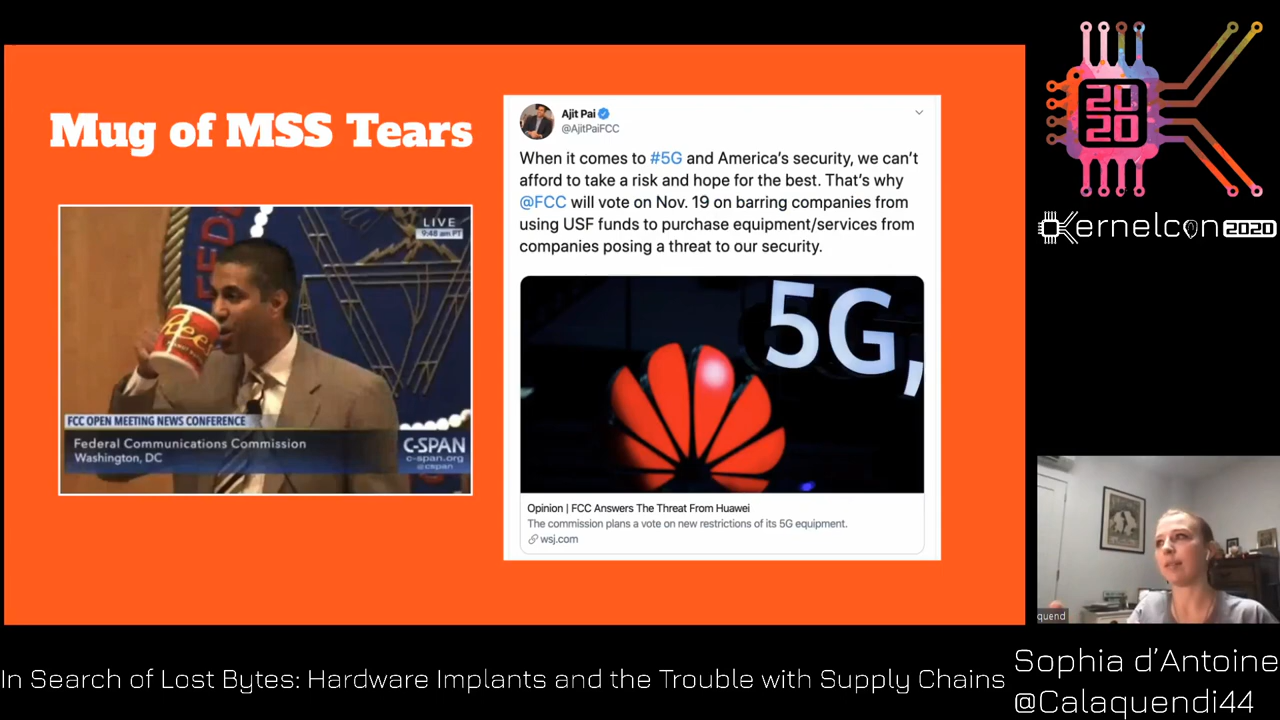 Mug of MSS Tears
LIVE
9:48 am PT
FCC OPEN MEETING NEWS CONFERENCE
Federal Communications Commission
Washington, DC
C-SPAN
c-span.org
@cspan
Ajit Pai
@AjitPaiFCC
When it comes to #5G and America's security, we can't
afford to take a risk and hope for the best. That's why
@FCC will vote on Nov. 19 on barring companies from
using USF funds to purchase equipment/services from
companies posing a threat to our security.
5G,
Opinion | FCC Answers The Threat From Huawei
The commission plans a vote on new restrictions of its 5G equipment.
wsj.com
20
20
Kernelcon 2020
quend
In Search of Lost Bytes: Hardware Implants and the Trouble with Supply Chains
Sophia d'Antoine
@Calaquendi44